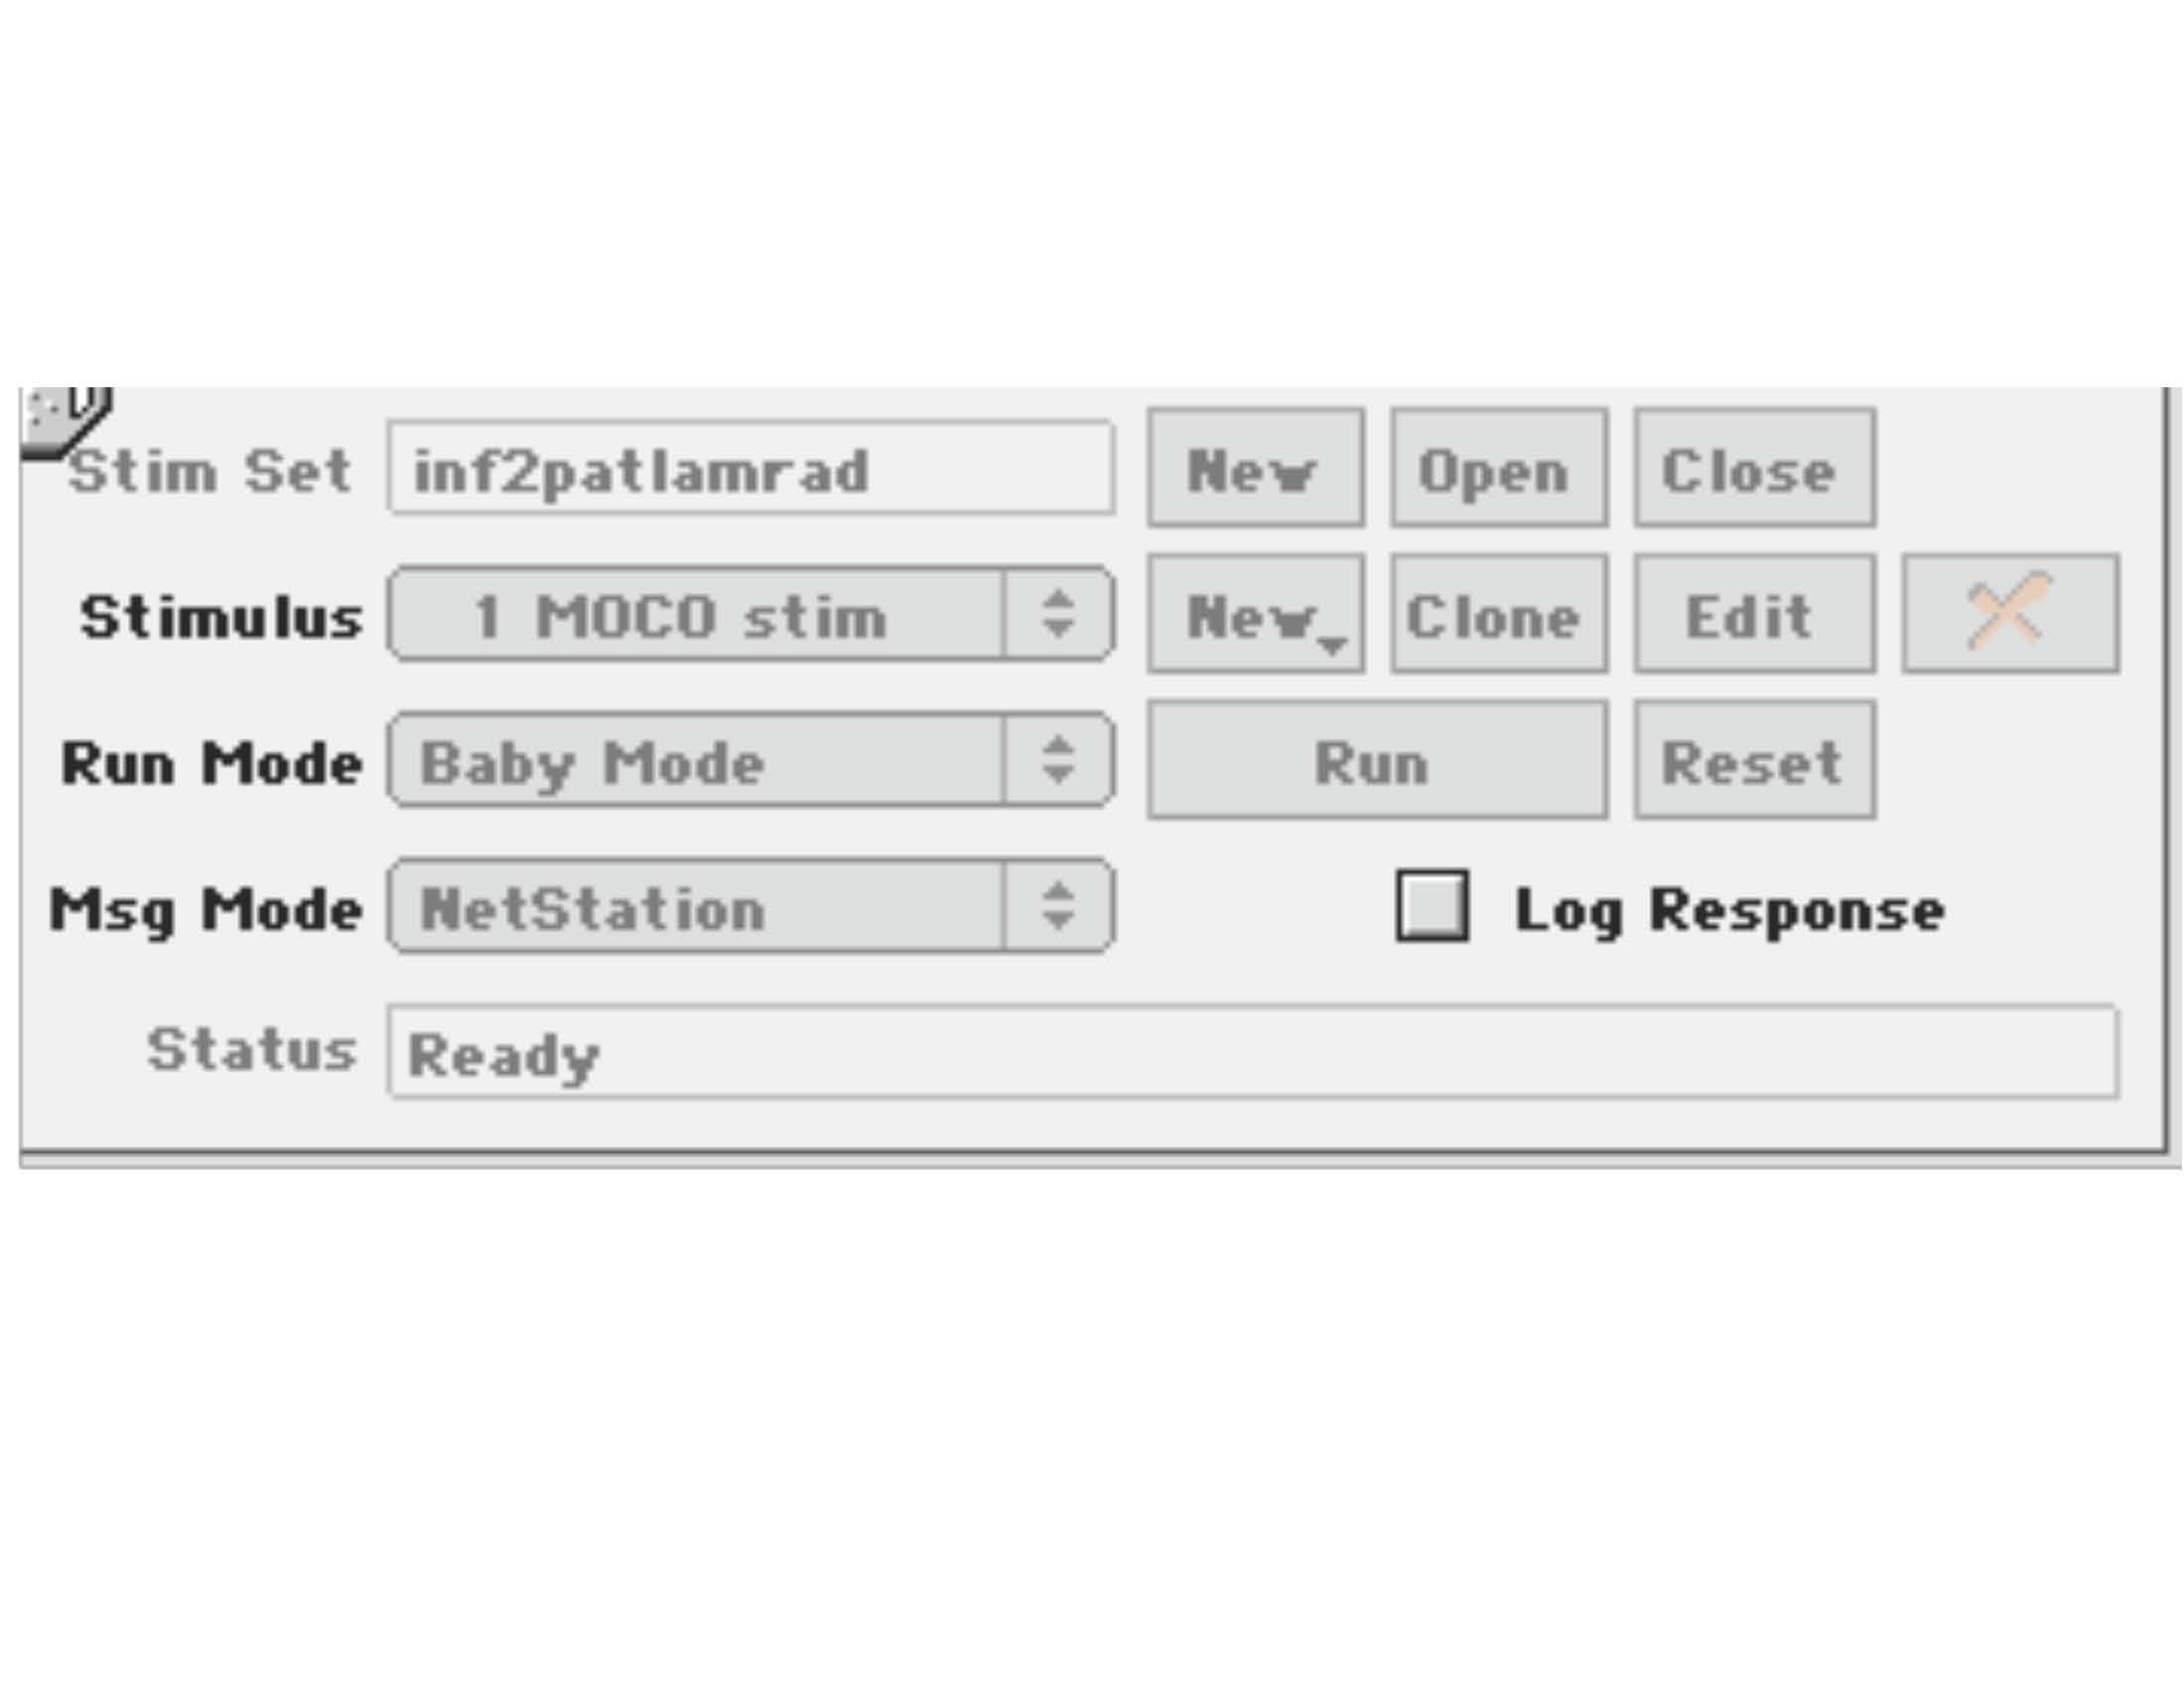 Stim Set inf2patlamrad New Open Close
Stimulus 1 MOCO stim New Clone Edit
Run Mode Baby Mode Run Reset
Msg Mode NetStation Log Response
Status Ready